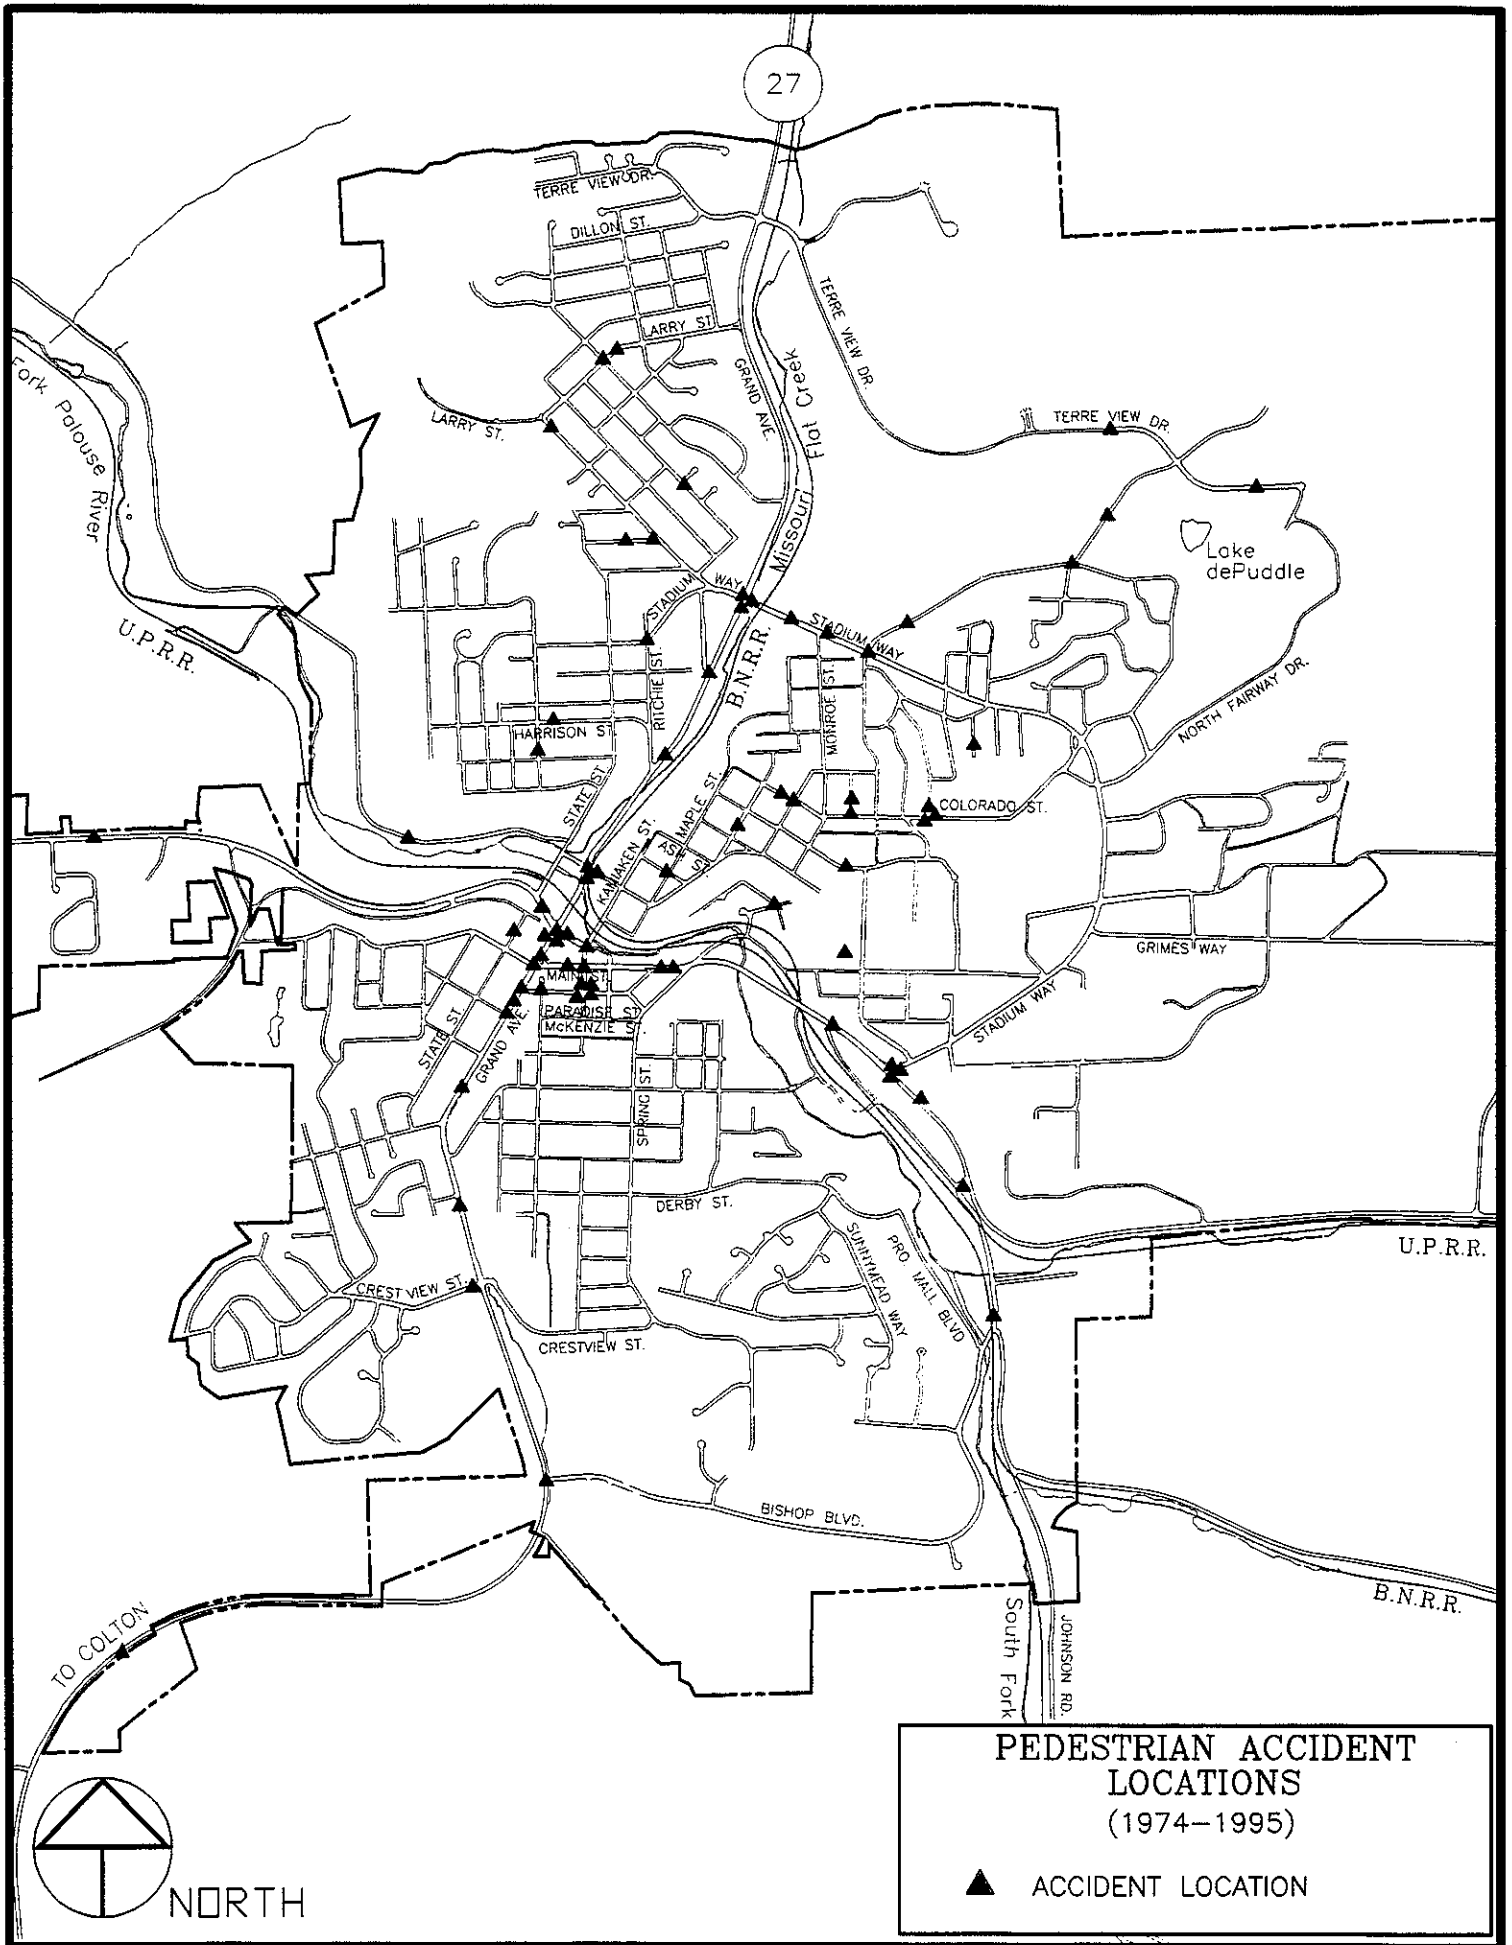 27
TERRE VIEW DR.
DILLON ST.
TERRE VIEW DR.
LARRY ST
GRAND AVE.
Missouri Flat Creek
Fork Palouse River
LARRY ST.
TERRE VIEW DR.
Lake
dePuddle
STADIUM WAY
STADIUM WAY
U.P.R.R.
B.N.R.R.
RITCHIE ST.
MONROE ST.
NORTH FAIRWAY DR.
HARRISON ST.
STATE ST.
MAPLE ST.
COLORADO ST.
KAMIAKEN ST.
ASH ST.
GRIMES WAY
MAIN ST.
STADIUM WAY
PARADISE ST
McKENZIE ST.
STATE ST.
GRAND AVE.
SPRING ST.
DERBY ST.
SUNNYMEAD WAY
PRO. MALL BLVD
U.P.R.R.
CREST VIEW ST.
CRESTVIEW ST.
BISHOP BLVD.
B.N.R.R.
TO COLTON
South Fork
JOHNSON RD.
PEDESTRIAN ACCIDENT
LOCATIONS
(1974-1995)
ACCIDENT LOCATION
NORTH